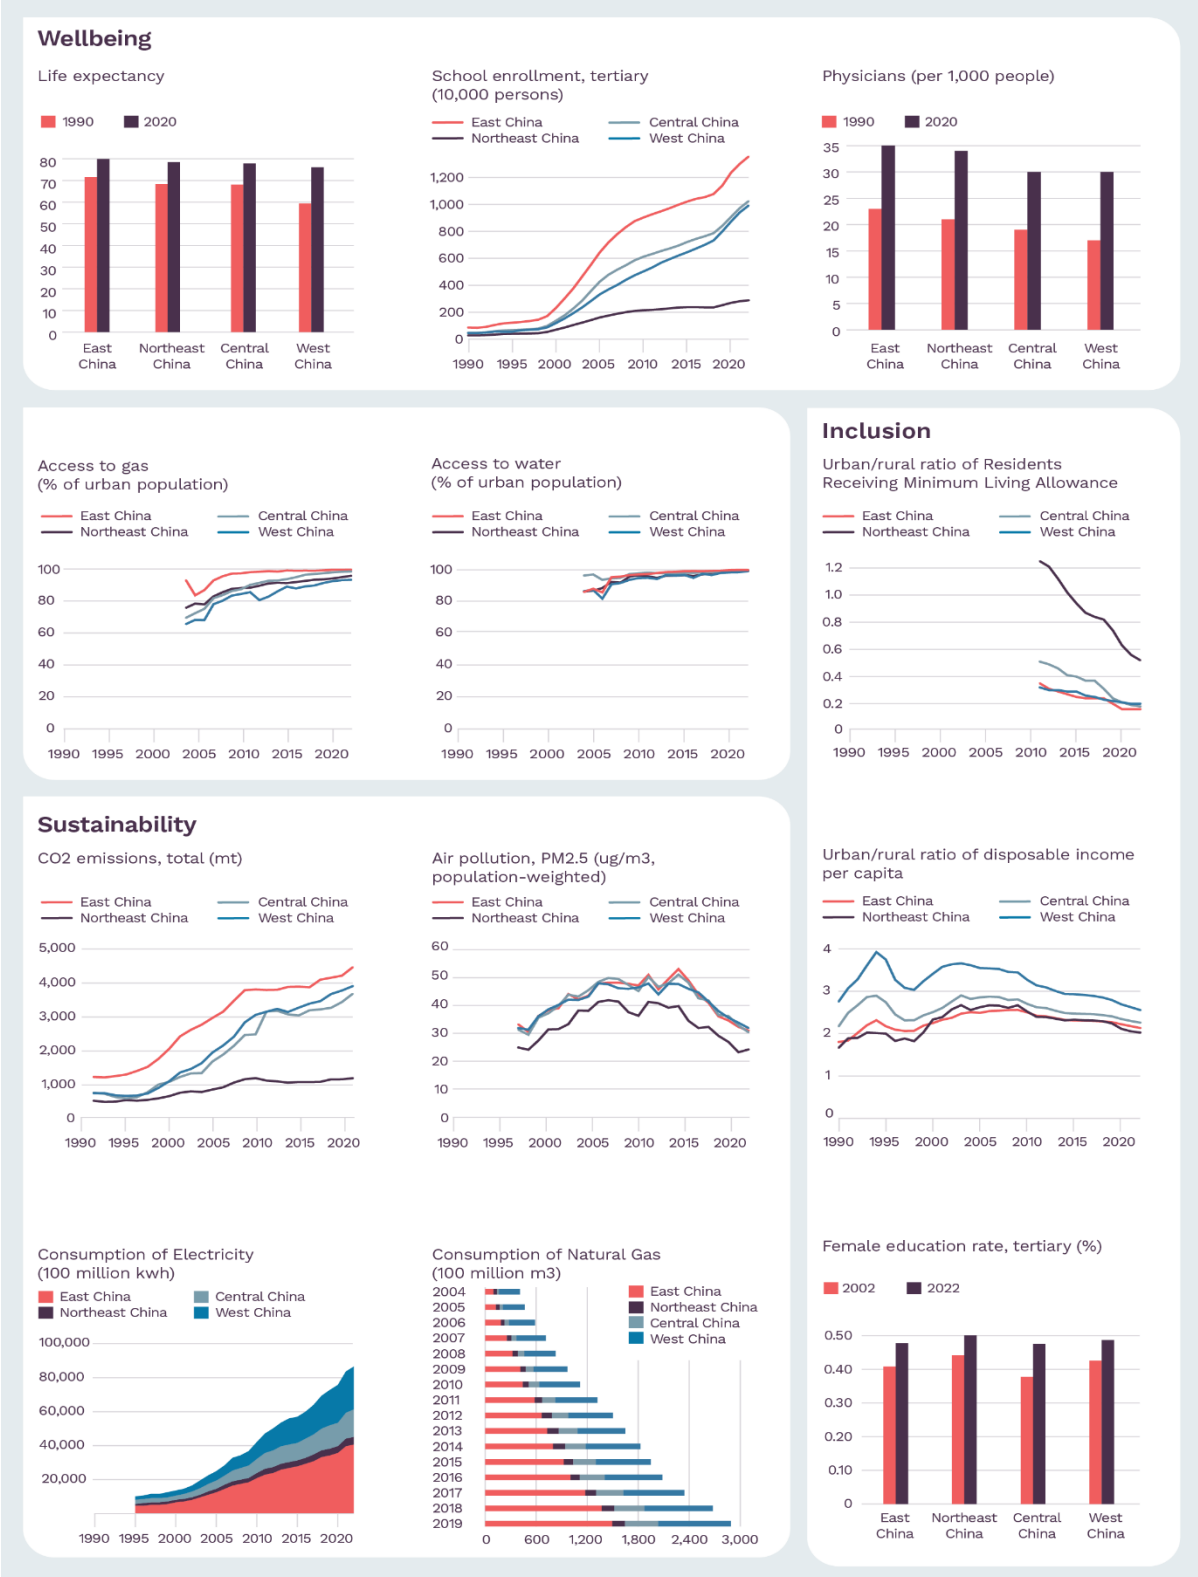 Wellbeing
Life expectancy
1990 2020
80
70
60
50
40
30
20
10
0
East China
Northeast China
Central China
West China
School enrollment, tertiary
(10,000 persons)
East China Central China
Northeast China West China
1,200
1,000
800
600
400
200
0
1990 1995 2000 2005 2010 2015 2020
Physicians (per 1,000 people)
1990 2020
35
30
25
20
15
10
5
0
East China
Northeast China
Central China
West China
Access to gas
(% of urban population)
East China Central China
Northeast China West China
100
80
60
40
20
0
1990 1995 2000 2005 2010 2015 2020
Access to water
(% of urban population)
East China Central China
Northeast China West China
100
80
60
40
20
0
1990 1995 2000 2005 2010 2015 2020
Inclusion
Urban/rural ratio of Residents
Receiving Minimum Living Allowance
East China Central China
Northeast China West China
1.2
1.0
0.8
0.6
0.4
0.2
0
1990 1995 2000 2005 2010 2015 2020
Sustainability
CO2 emissions, total (mt)
East China Central China
Northeast China West China
5,000
4,000
3,000
2,000
1,000
0
1990 1995 2000 2005 2010 2015 2020
Air pollution, PM2.5 (ug/m3,
population-weighted)
East China Central China
Northeast China West China
60
50
40
30
20
10
0
1990 1995 2000 2005 2010 2015 2020
Urban/rural ratio of disposable income
per capita
East China Central China
Northeast China West China
4
3
2
1
0
1990 1995 2000 2005 2010 2015 2020
Consumption of Electricity
(100 million kwh)
East China Central China
Northeast China West China
100,000
80,000
60,000
40,000
20,000
1990 1995 2000 2005 2010 2015 2020
Consumption of Natural Gas
(100 million m3)
East China
Northeast China
Central China
West China
2004
2005
2006
2007
2008
2009
2010
2011
2012
2013
2014
2015
2016
2017
2018
2019
0 600 1,200 1,800 2,400 3,000
Female education rate, tertiary (%)
2002 2022
0.50
0.40
0.30
0.20
0.10
0
East China
Northeast China
Central China
West China